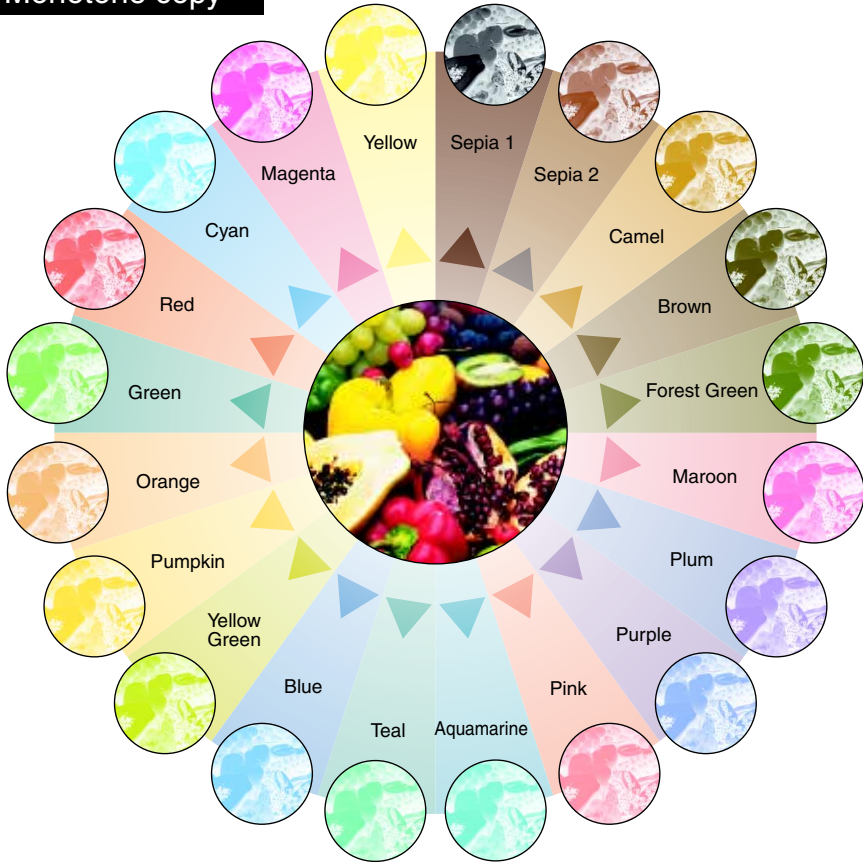 Monotone copy
Yellow
Sepia 1
Magenta
Sepia 2
Cyan
Camel
Red
Brown
Green
Forest Green
Orange
Maroon
Pumpkin
Plum
Yellow
Green
Purple
Blue
Pink
Teal
Aquamarine